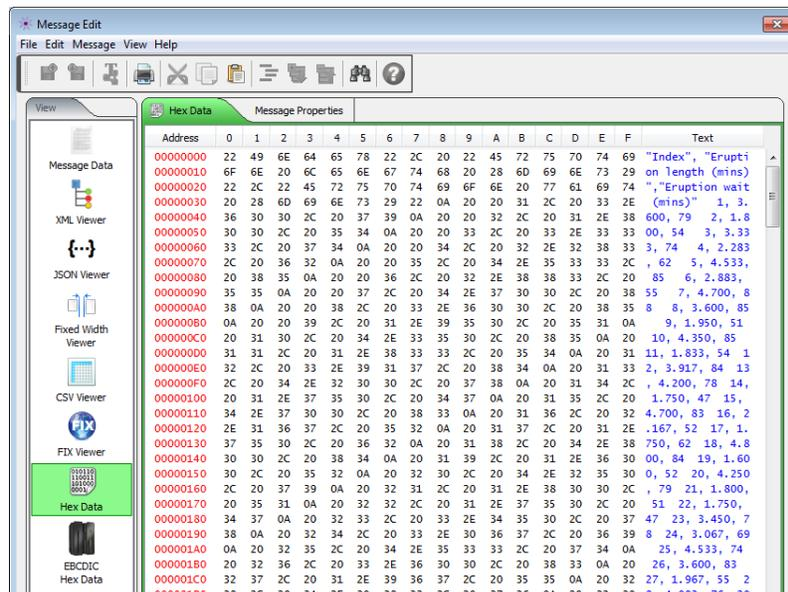 Message Edit
File Edit Message View Help
View
Message Data
XML Viewer
{···}
JSON Viewer
Fixed Width
Viewer
CSV Viewer
FIX
FIX Viewer
010110
110011
101000
0001
Hex Data
EBCDIC
Hex Data
Hex Data Message Properties
Address 0 1 2 3 4 5 6 7 8 9 A B C D E F Text
00000000 22 49 6E 64 65 78 22 2C 20 22 45 72 75 70 74 69 "Index", "Erupti
00000010 6F 6E 20 6C 65 6E 67 74 68 20 28 6D 69 6E 73 29 on length (mins)
00000020 22 2C 22 45 72 75 70 74 69 6F 6E 20 77 61 69 74 ","Eruption wait
00000030 20 28 6D 69 6E 73 29 22 0A 20 20 31 2C 20 33 2E (mins)" 1, 3.
00000040 36 30 30 2C 20 37 39 0A 20 20 32 2C 20 31 2E 38 600, 79 2, 1.8
00000050 30 30 2C 20 35 34 0A 20 20 33 2C 20 33 2E 33 33 00, 54 3, 3.33
00000060 33 2C 20 37 34 0A 20 20 34 2C 20 32 2E 32 38 33 3, 74 4, 2.283
00000070 2C 20 36 32 0A 20 20 35 2C 20 34 2E 35 33 33 2C , 62 5, 4.533,
00000080 20 38 35 0A 20 20 36 2C 20 32 2E 38 38 33 2C 20 85 6, 2.883,
00000090 35 35 0A 20 20 37 2C 20 34 2E 37 30 30 2C 20 38 55 7, 4.700, 8
000000A0 38 0A 20 20 38 2C 20 33 2E 36 30 30 2C 20 38 35 8 8, 3.600, 85
000000B0 0A 20 20 39 2C 20 31 2E 39 35 30 2C 20 35 31 0A 9, 1.950, 51
000000C0 20 31 30 2C 20 34 2E 33 35 30 2C 20 38 35 0A 20 10, 4.350, 85
000000D0 31 31 2C 20 31 2E 38 33 33 2C 20 35 34 0A 20 31 11, 1.833, 54 1
000000E0 32 2C 20 33 2E 39 31 37 2C 20 38 34 0A 20 31 33 2, 3.917, 84 13
000000F0 2C 20 34 2E 32 30 30 2C 20 37 38 0A 20 31 34 2C , 4.200, 78 14,
00000100 20 31 2E 37 35 30 2C 20 34 37 0A 20 31 35 2C 20 1.750, 47 15,
00000110 34 2E 37 30 30 2C 20 38 33 0A 20 31 36 2C 20 32 4.700, 83 16, 2
00000120 2E 31 36 37 2C 20 35 32 0A 20 31 37 2C 20 31 2E .167, 52 17, 1.
00000130 37 35 30 2C 20 36 32 0A 20 31 38 2C 20 34 2E 38 750, 62 18, 4.8
00000140 30 30 2C 20 38 34 0A 20 31 39 2C 20 31 2E 36 30 00, 84 19, 1.60
00000150 30 2C 20 35 32 0A 20 32 30 2C 20 34 2E 32 35 30 0, 52 20, 4.250
00000160 2C 20 37 39 0A 20 32 31 2C 20 31 2E 38 30 30 2C , 79 21, 1.800,
00000170 20 35 31 0A 20 32 32 2C 20 31 2E 37 35 30 2C 20 51 22, 1.750,
00000180 34 37 0A 20 32 33 2C 20 33 2E 34 35 30 2C 20 37 47 23, 3.450, 7
00000190 38 0A 20 32 34 2C 20 33 2E 30 36 37 2C 20 36 39 8 24, 3.067, 69
000001A0 0A 20 32 35 2C 20 34 2E 35 33 33 2C 20 37 34 0A 25, 4.533, 74
000001B0 20 32 36 2C 20 33 2E 36 30 30 2C 20 38 33 0A 20 26, 3.600, 83
000001C0 32 37 2C 20 31 2E 39 36 37 2C 20 35 35 0A 20 32 27, 1.967, 55 2